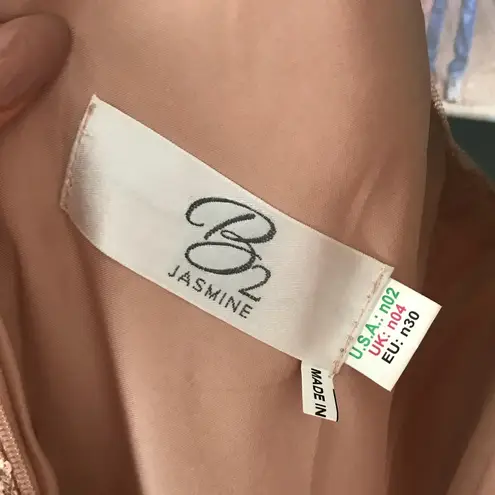 B2
JASMINE
U.S.A.: n02
UK: n04
EU: n30
MADE IN